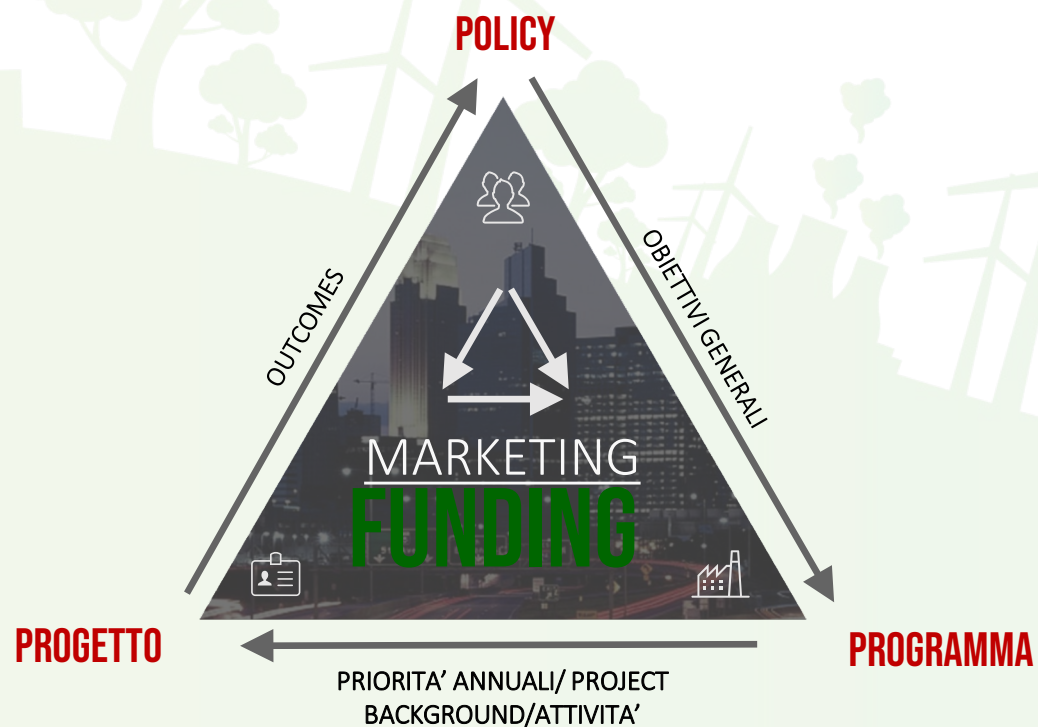 POLICY
OUTCOMES
OBIETTIVI GENERALI
MARKETING
FUNDING
PROGETTO
PROGRAMMA
PRIORITA’ ANNUALI/ PROJECT
BACKGROUND/ATTIVITA’